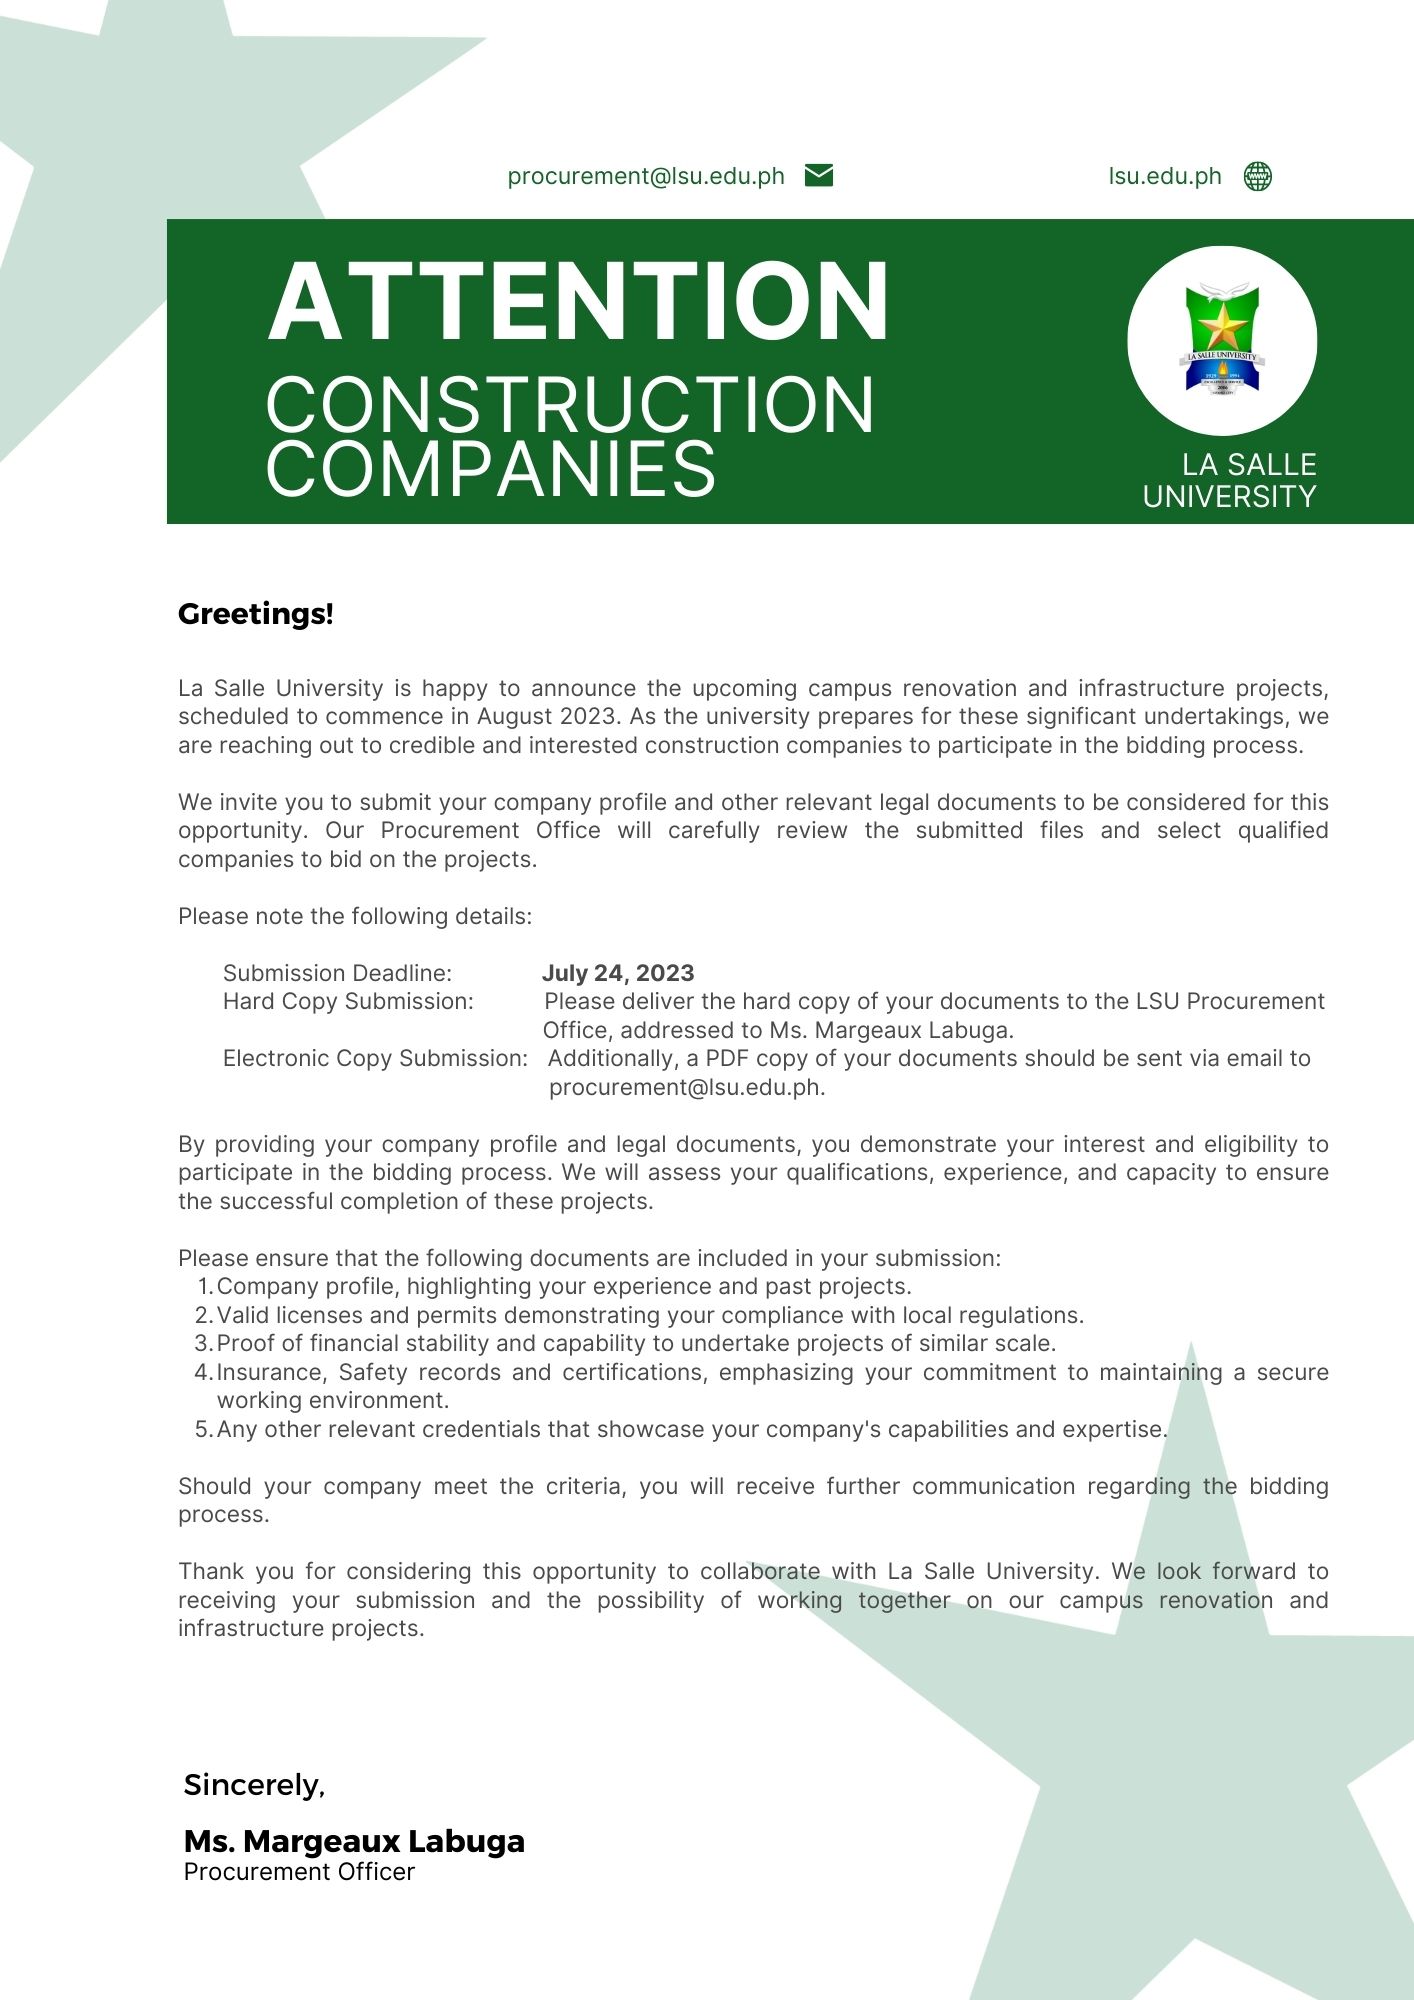 procurement@lsu.edu.ph
lsu.edu.ph
WWW
ATTENTION
CONSTRUCTION
COMPANIES
LA SALLE UNIVERSITY
1929 1994
EXCELLENCE & SERVICE
2006
LA SALLE
UNIVERSITY
Greetings!
La Salle University is happy to announce the upcoming campus renovation and infrastructure projects,
scheduled to commence in August 2023. As the university prepares for these significant undertakings, we
are reaching out to credible and interested construction companies to participate in the bidding process.
We invite you to submit your company profile and other relevant legal documents to be considered for this
opportunity. Our Procurement Office will carefully review the submitted files and select qualified
companies to bid on the projects.
Please note the following details:
Submission Deadline: July 24, 2023
Hard Copy Submission: Please deliver the hard copy of your documents to the LSU Procurement
Office, addressed to Ms. Margeaux Labuga.
Electronic Copy Submission: Additionally, a PDF copy of your documents should be sent via email to
procurement@lsu.edu.ph.
By providing your company profile and legal documents, you demonstrate your interest and eligibility to
participate in the bidding process. We will assess your qualifications, experience, and capacity to ensure
the successful completion of these projects.
Please ensure that the following documents are included in your submission:
1. Company profile, highlighting your experience and past projects.
2. Valid licenses and permits demonstrating your compliance with local regulations.
3. Proof of financial stability and capability to undertake projects of similar scale.
4. Insurance, Safety records and certifications, emphasizing your commitment to maintaining a secure
working environment.
5. Any other relevant credentials that showcase your company's capabilities and expertise.
Should your company meet the criteria, you will receive further communication regarding the bidding
process.
Thank you for considering this opportunity to collaborate with La Salle University. We look forward to
receiving your submission and the possibility of working together on our campus renovation and
infrastructure projects.
Sincerely,
Ms. Margeaux Labuga
Procurement Officer